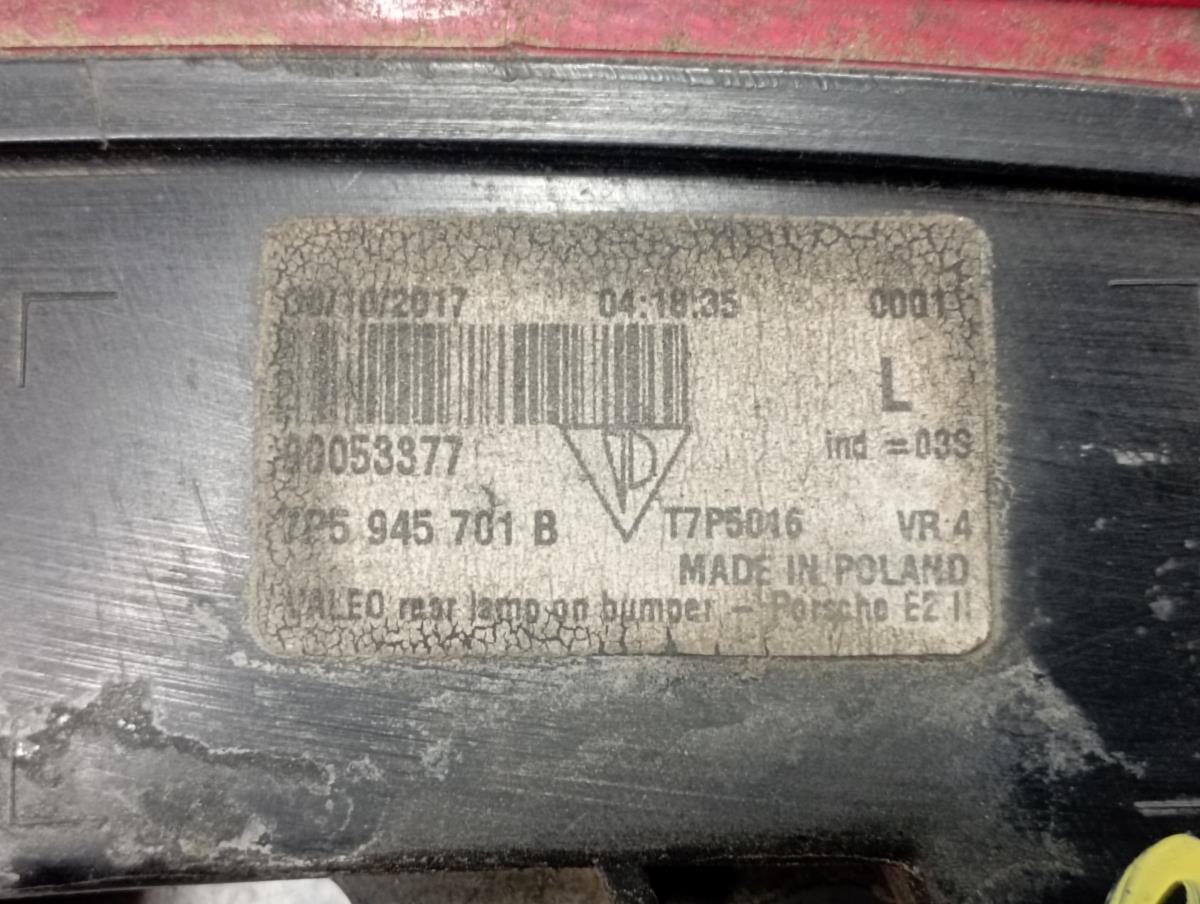 /10/2017 04:18:35 0001
L
90053377
ind =03S
7P5 945 701 B T7P5016 VR 4
MADE IN POLAND
VALEO rear lamp on bumper - Porsche E2 II